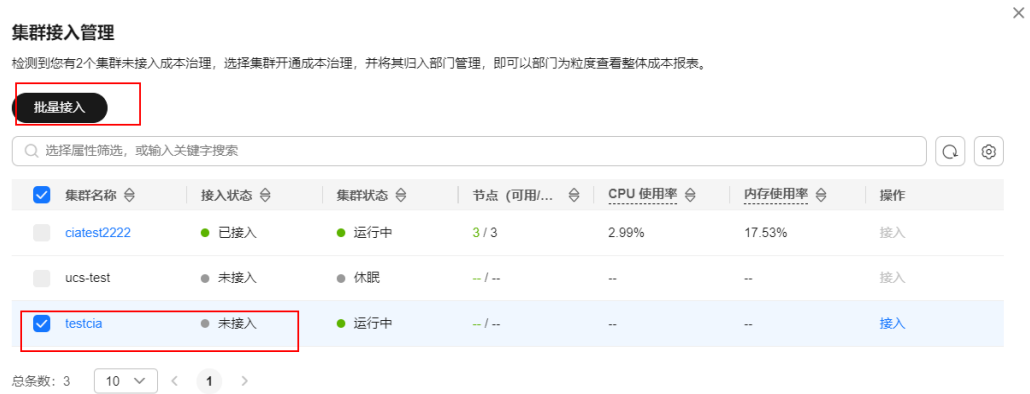 集群接入管理
检测到您有2个集群未接入成本治理，选择集群开通成本治理，并将其归入部门管理，即可以部门为粒度查看整体成本报表。
批量接入
选择属性筛选，或输入关键字搜索
集群名称 接入状态 集群状态 节点（可用/... CPU 使用率 内存使用率 操作
ciatest2222 已接入 运行中 3 / 3 2.99% 17.53% 接入
ucs-test 未接入 休眠 -- / -- -- -- 接入
testcia 未接入 运行中 -- / -- -- -- 接入
总条数：3 10 1